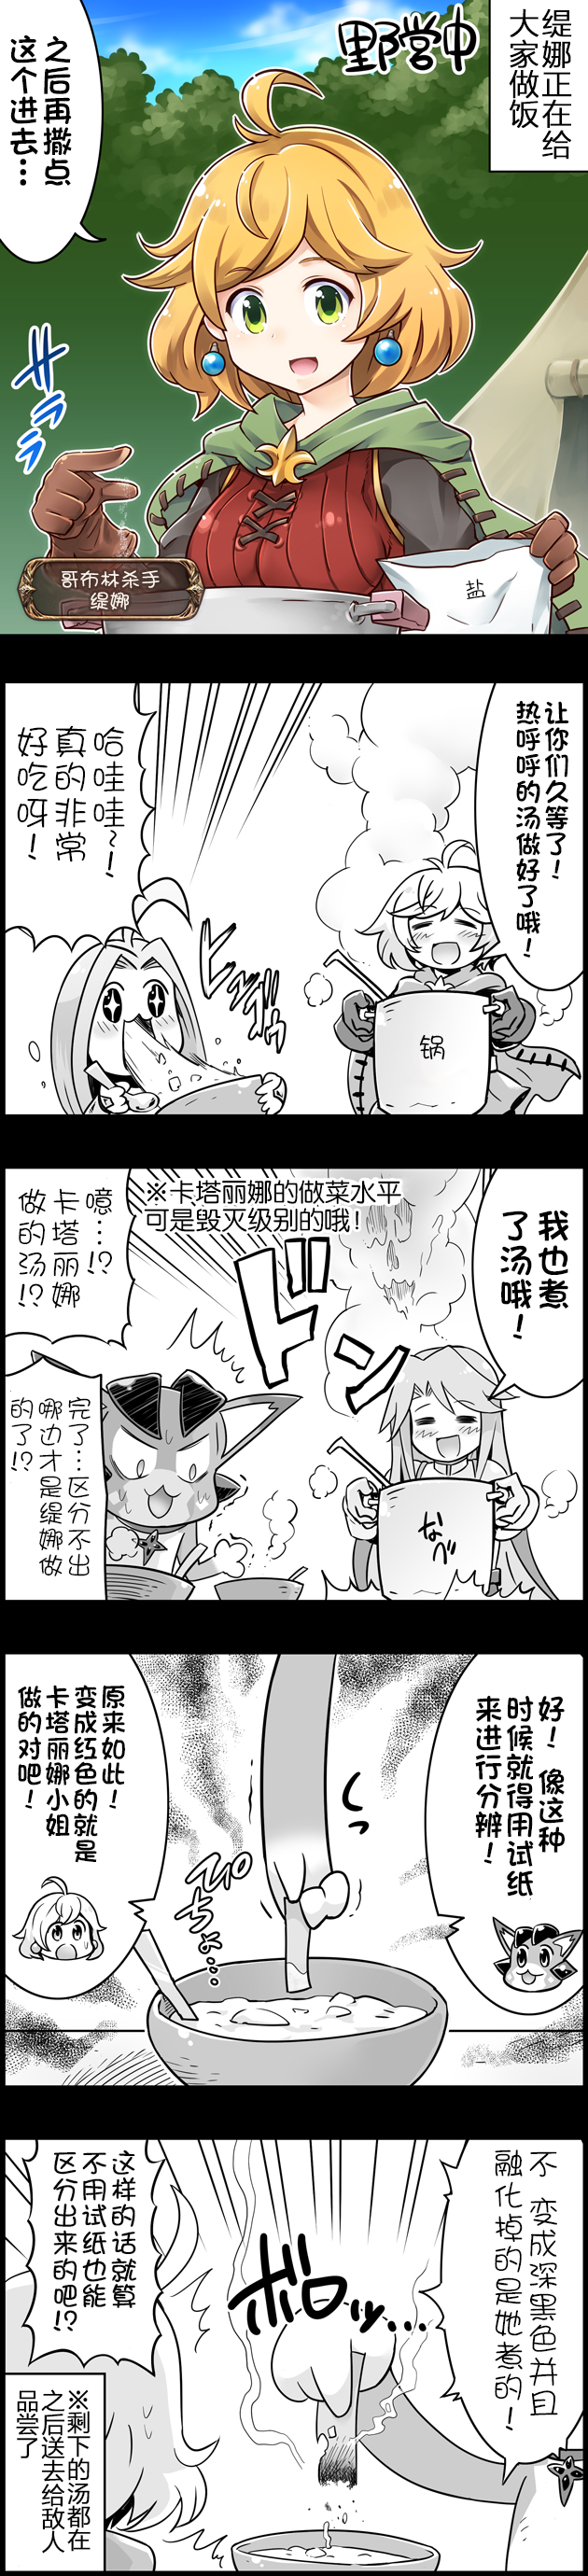 缇娜正在给
大家做饭
野営中
之后再撒点
这个进去…
サラ
哥布林杀手
缇娜
盐
让你们久等了！
热呼呼的汤做好了哦！
哈哇哇~！
真的非常
好吃呀！
锅
我也煮
了汤哦！
※卡塔丽娜的做菜水平
可是毁灭级别的哦！
ドン
噫…!?
卡塔丽娜
做的汤!?
なべ
完了…区分不出
哪边才是缇娜做
的了!?
好！像这种
时候就得用试纸
来进行分辨！
原来如此！
变成红色的就是
卡塔丽娜小姐
做的对吧！
ぴちょ…
不 变成深黑色并且
融化掉的是她煮的！
ボロッ…
这样的话就算
不用试纸也能
区分出来的吧!?
※剩下的汤都在
之后送去给敌人
品尝了